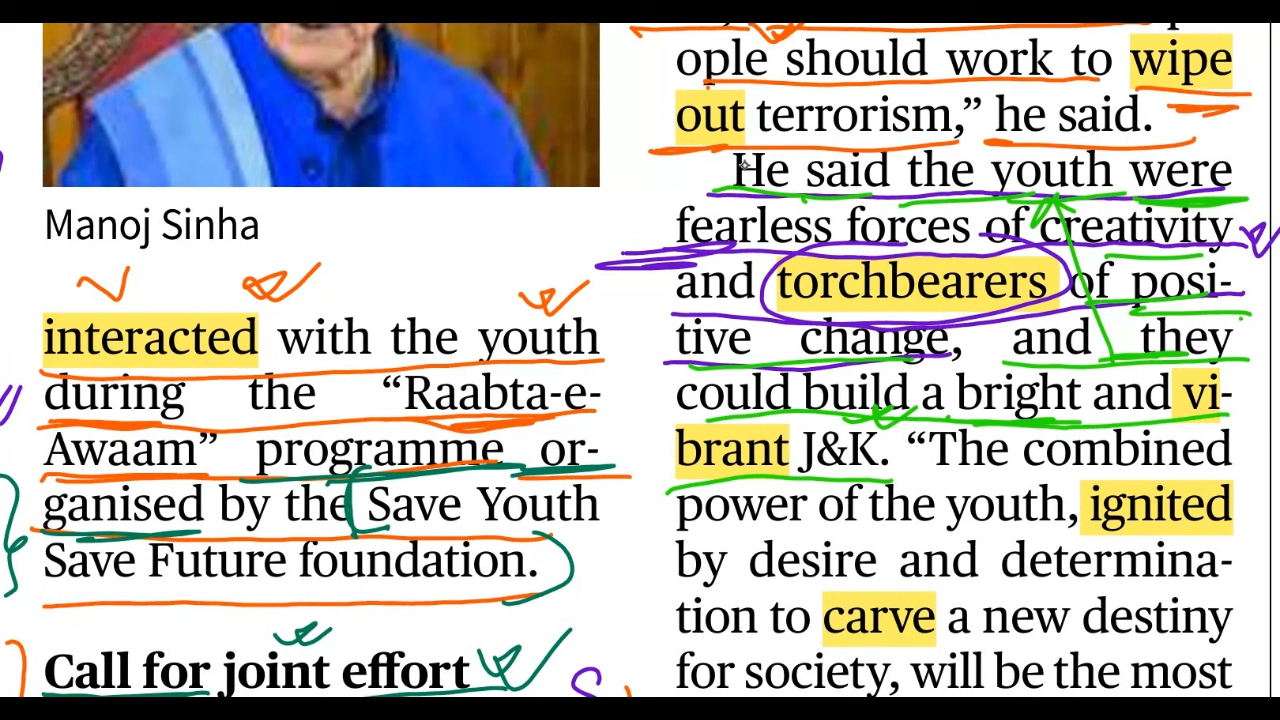 Manoj Sinha
interacted with the youth
during the “Raabta-e-
Awaam” programme or-
ganised by the Save Youth
Save Future foundation.
Call for joint effort
ople should work to wipe
out terrorism,” he said.
He said the youth were
fearless forces of creativity
and torchbearers of posi-
tive change, and they
could build a bright and vi-
brant J&K. “The combined
power of the youth, ignited
by desire and determina-
tion to carve a new destiny
for society, will be the most